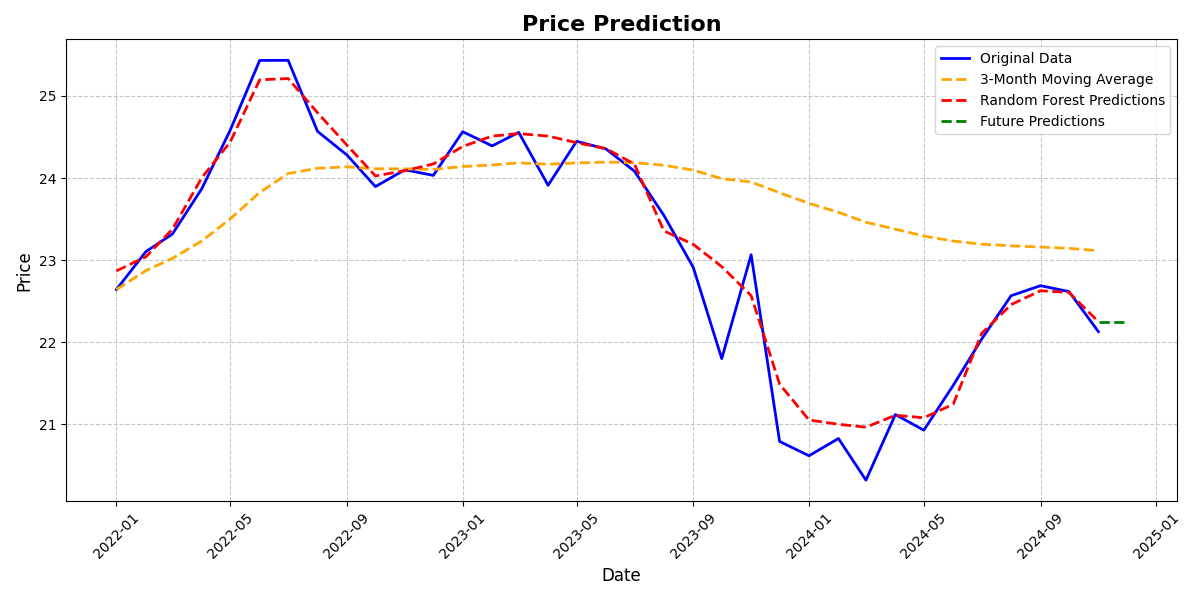 Price Prediction
Original Data
3-Month Moving Average
Random Forest Predictions
Future Predictions
Price
25
24
23
22
21
2022-01
2022-05
2022-09
2023-01
2023-05
2023-09
2024-01
2024-05
2024-09
2025-01
Date